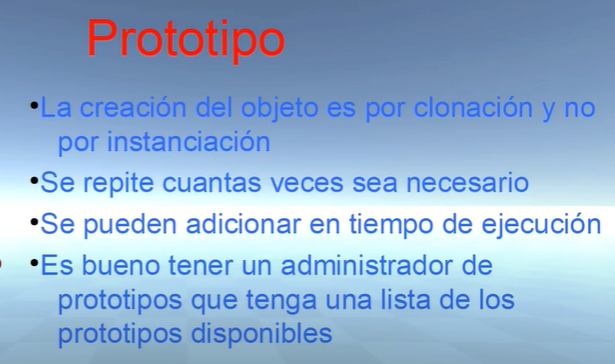 Prototipo
•La creación del objeto es por clonación y no
por instanciación
•Se repite cuantas veces sea necesario
•Se pueden adicionar en tiempo de ejecución
•Es bueno tener un administrador de
prototipos que tenga una lista de los
prototipos disponibles